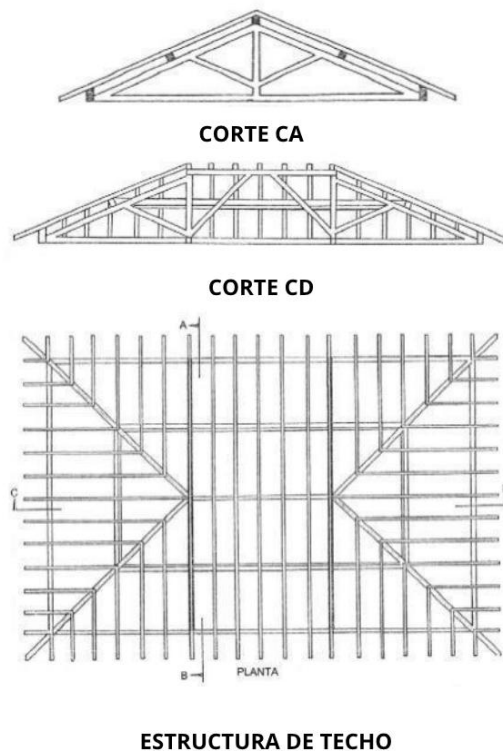 CORTE CA
CORTE CD
A
C
B
PLANTA
ESTRUCTURA DE TECHO